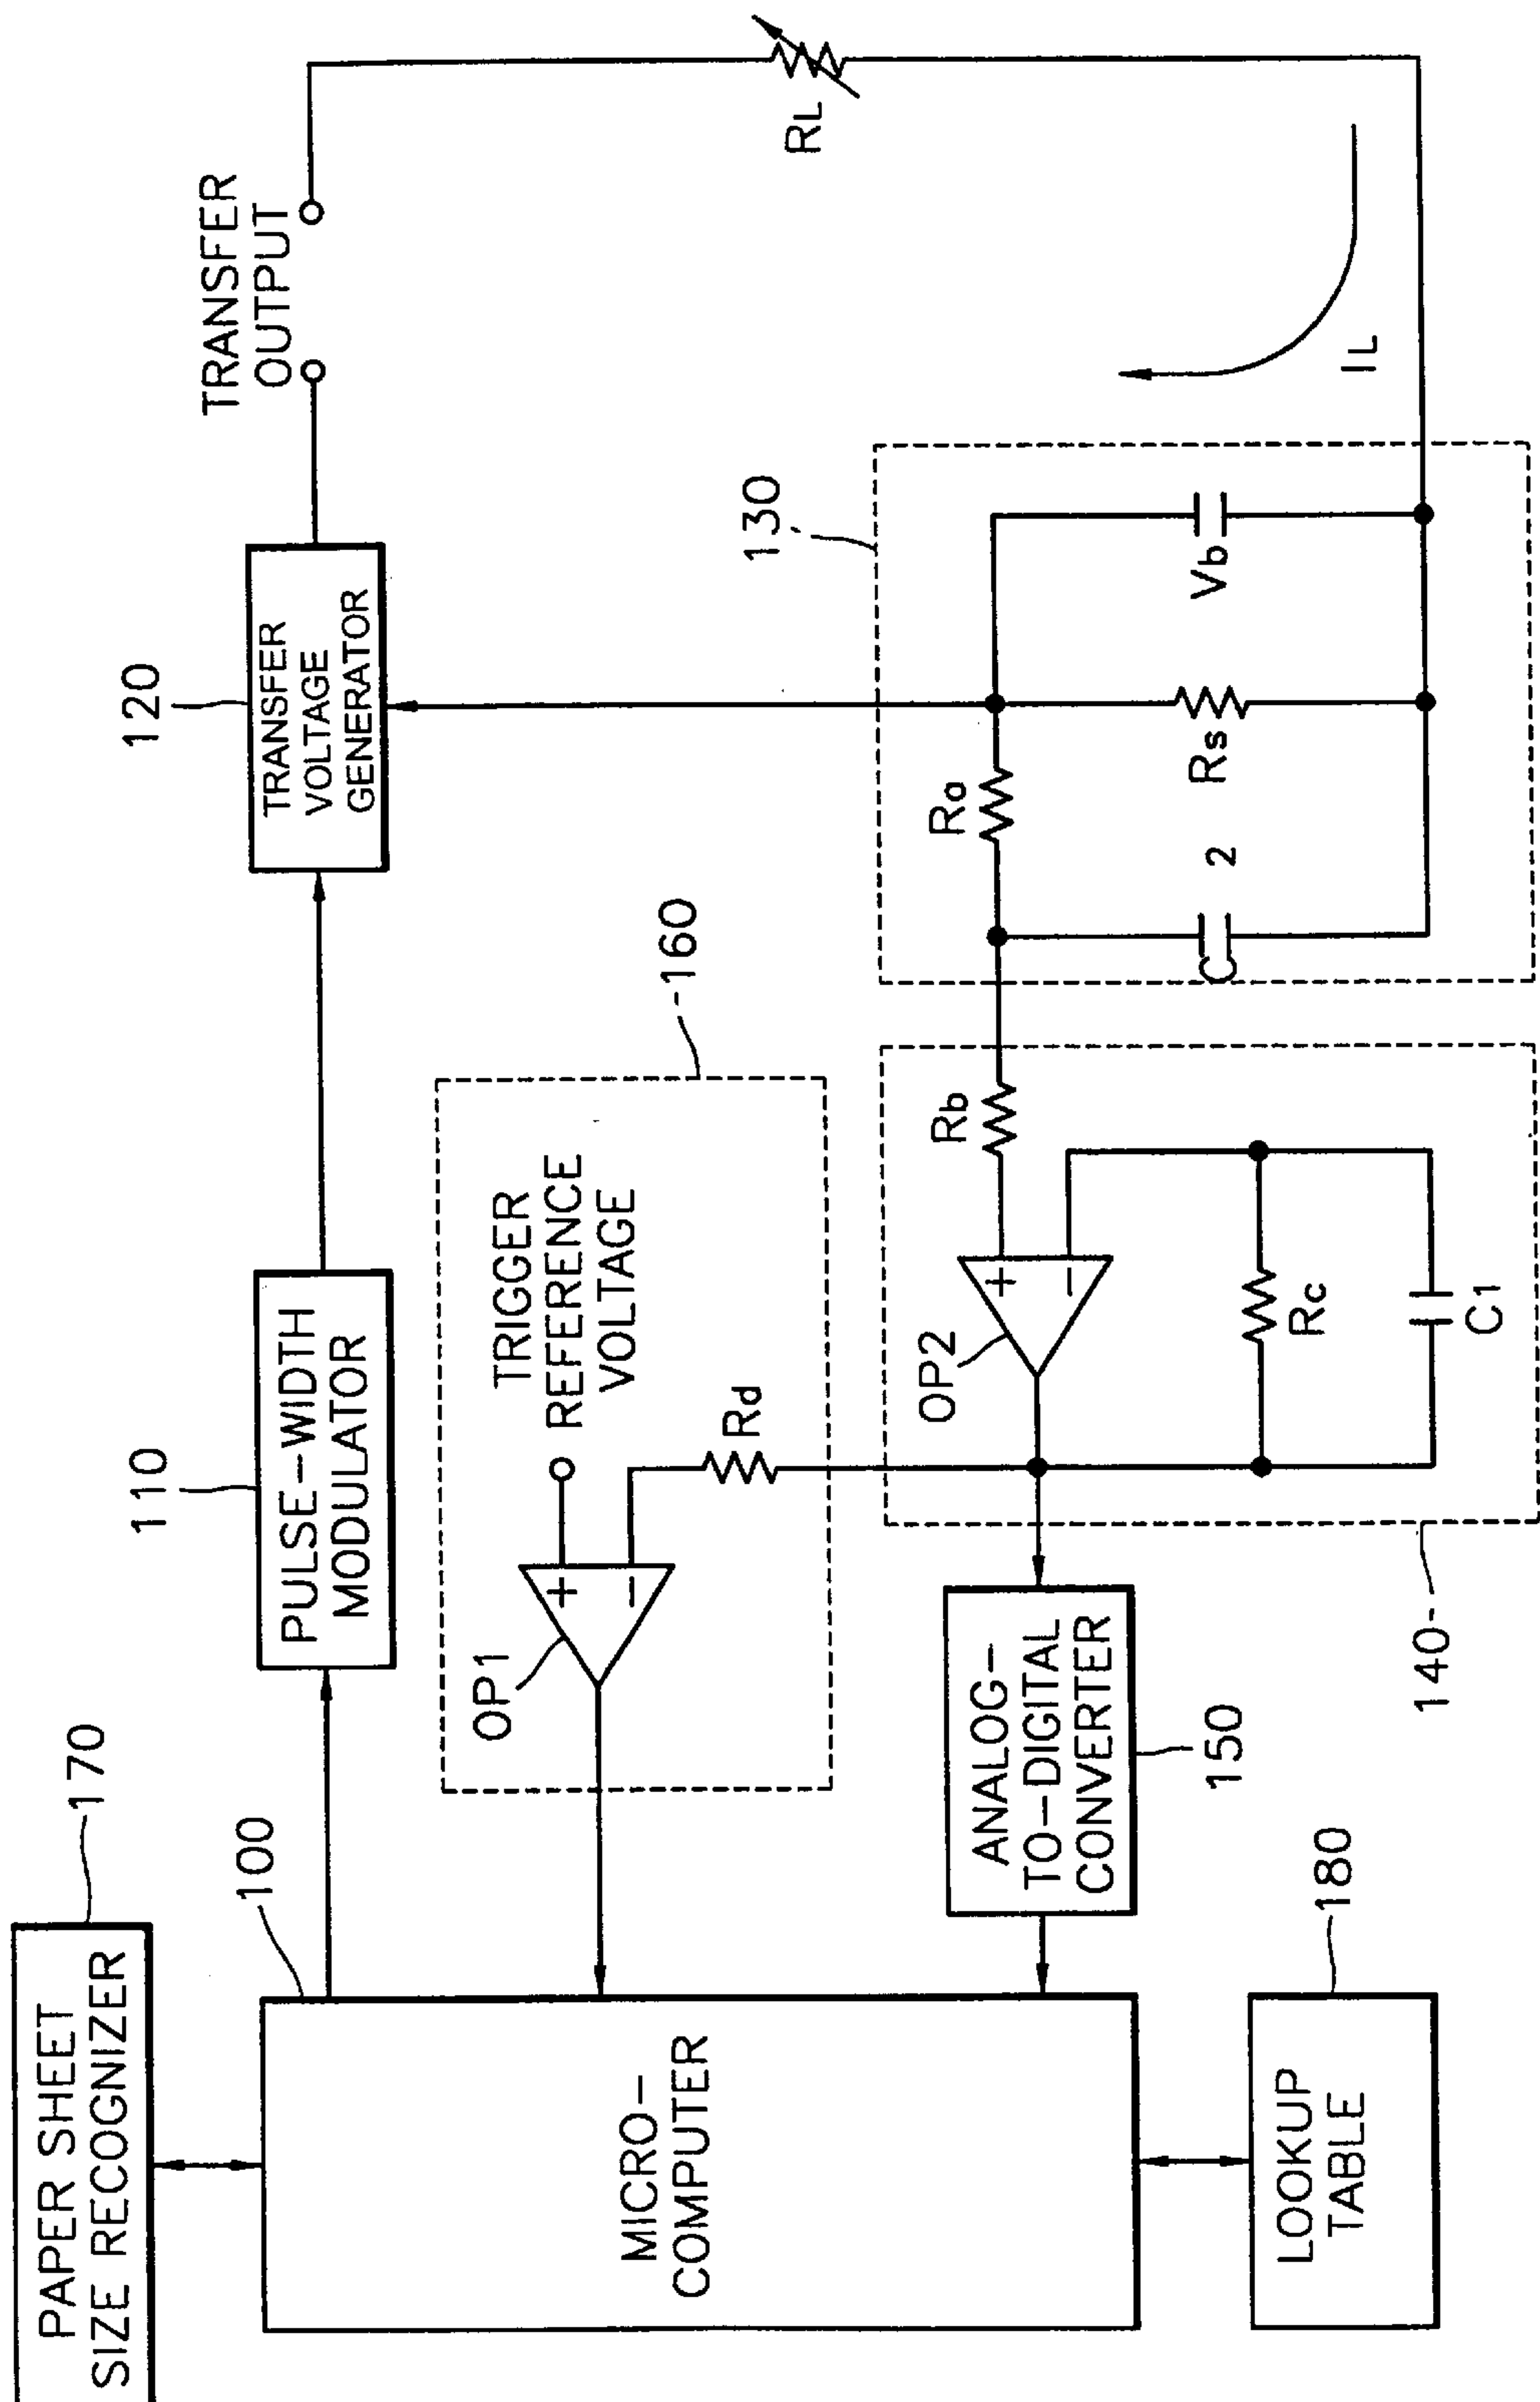 170
PAPER SHEET
SIZE RECOGNIZER
100
MICRO-
COMPUTER
180
LOOKUP
TABLE
110
PULSE-WIDTH
MODULATOR
120
TRANSFER
VOLTAGE
GENERATOR
TRANSFER
OUTPUT
RL
IL
160
TRIGGER
REFERENCE
VOLTAGE
OP1
Rd
130
Ra
Rs
Vb
C
2
140
Rb
OP2
Rc
C1
150
ANALOG-
TO-DIGITAL
CONVERTER